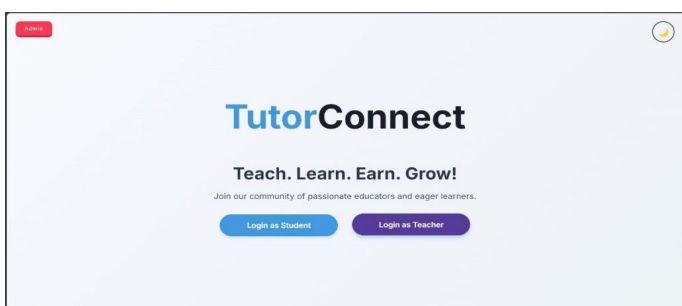 Admin
TutorConnect
Teach. Learn. Earn. Grow!
Join our community of passionate educators and eager learners.
Login as Student
Login as Teacher